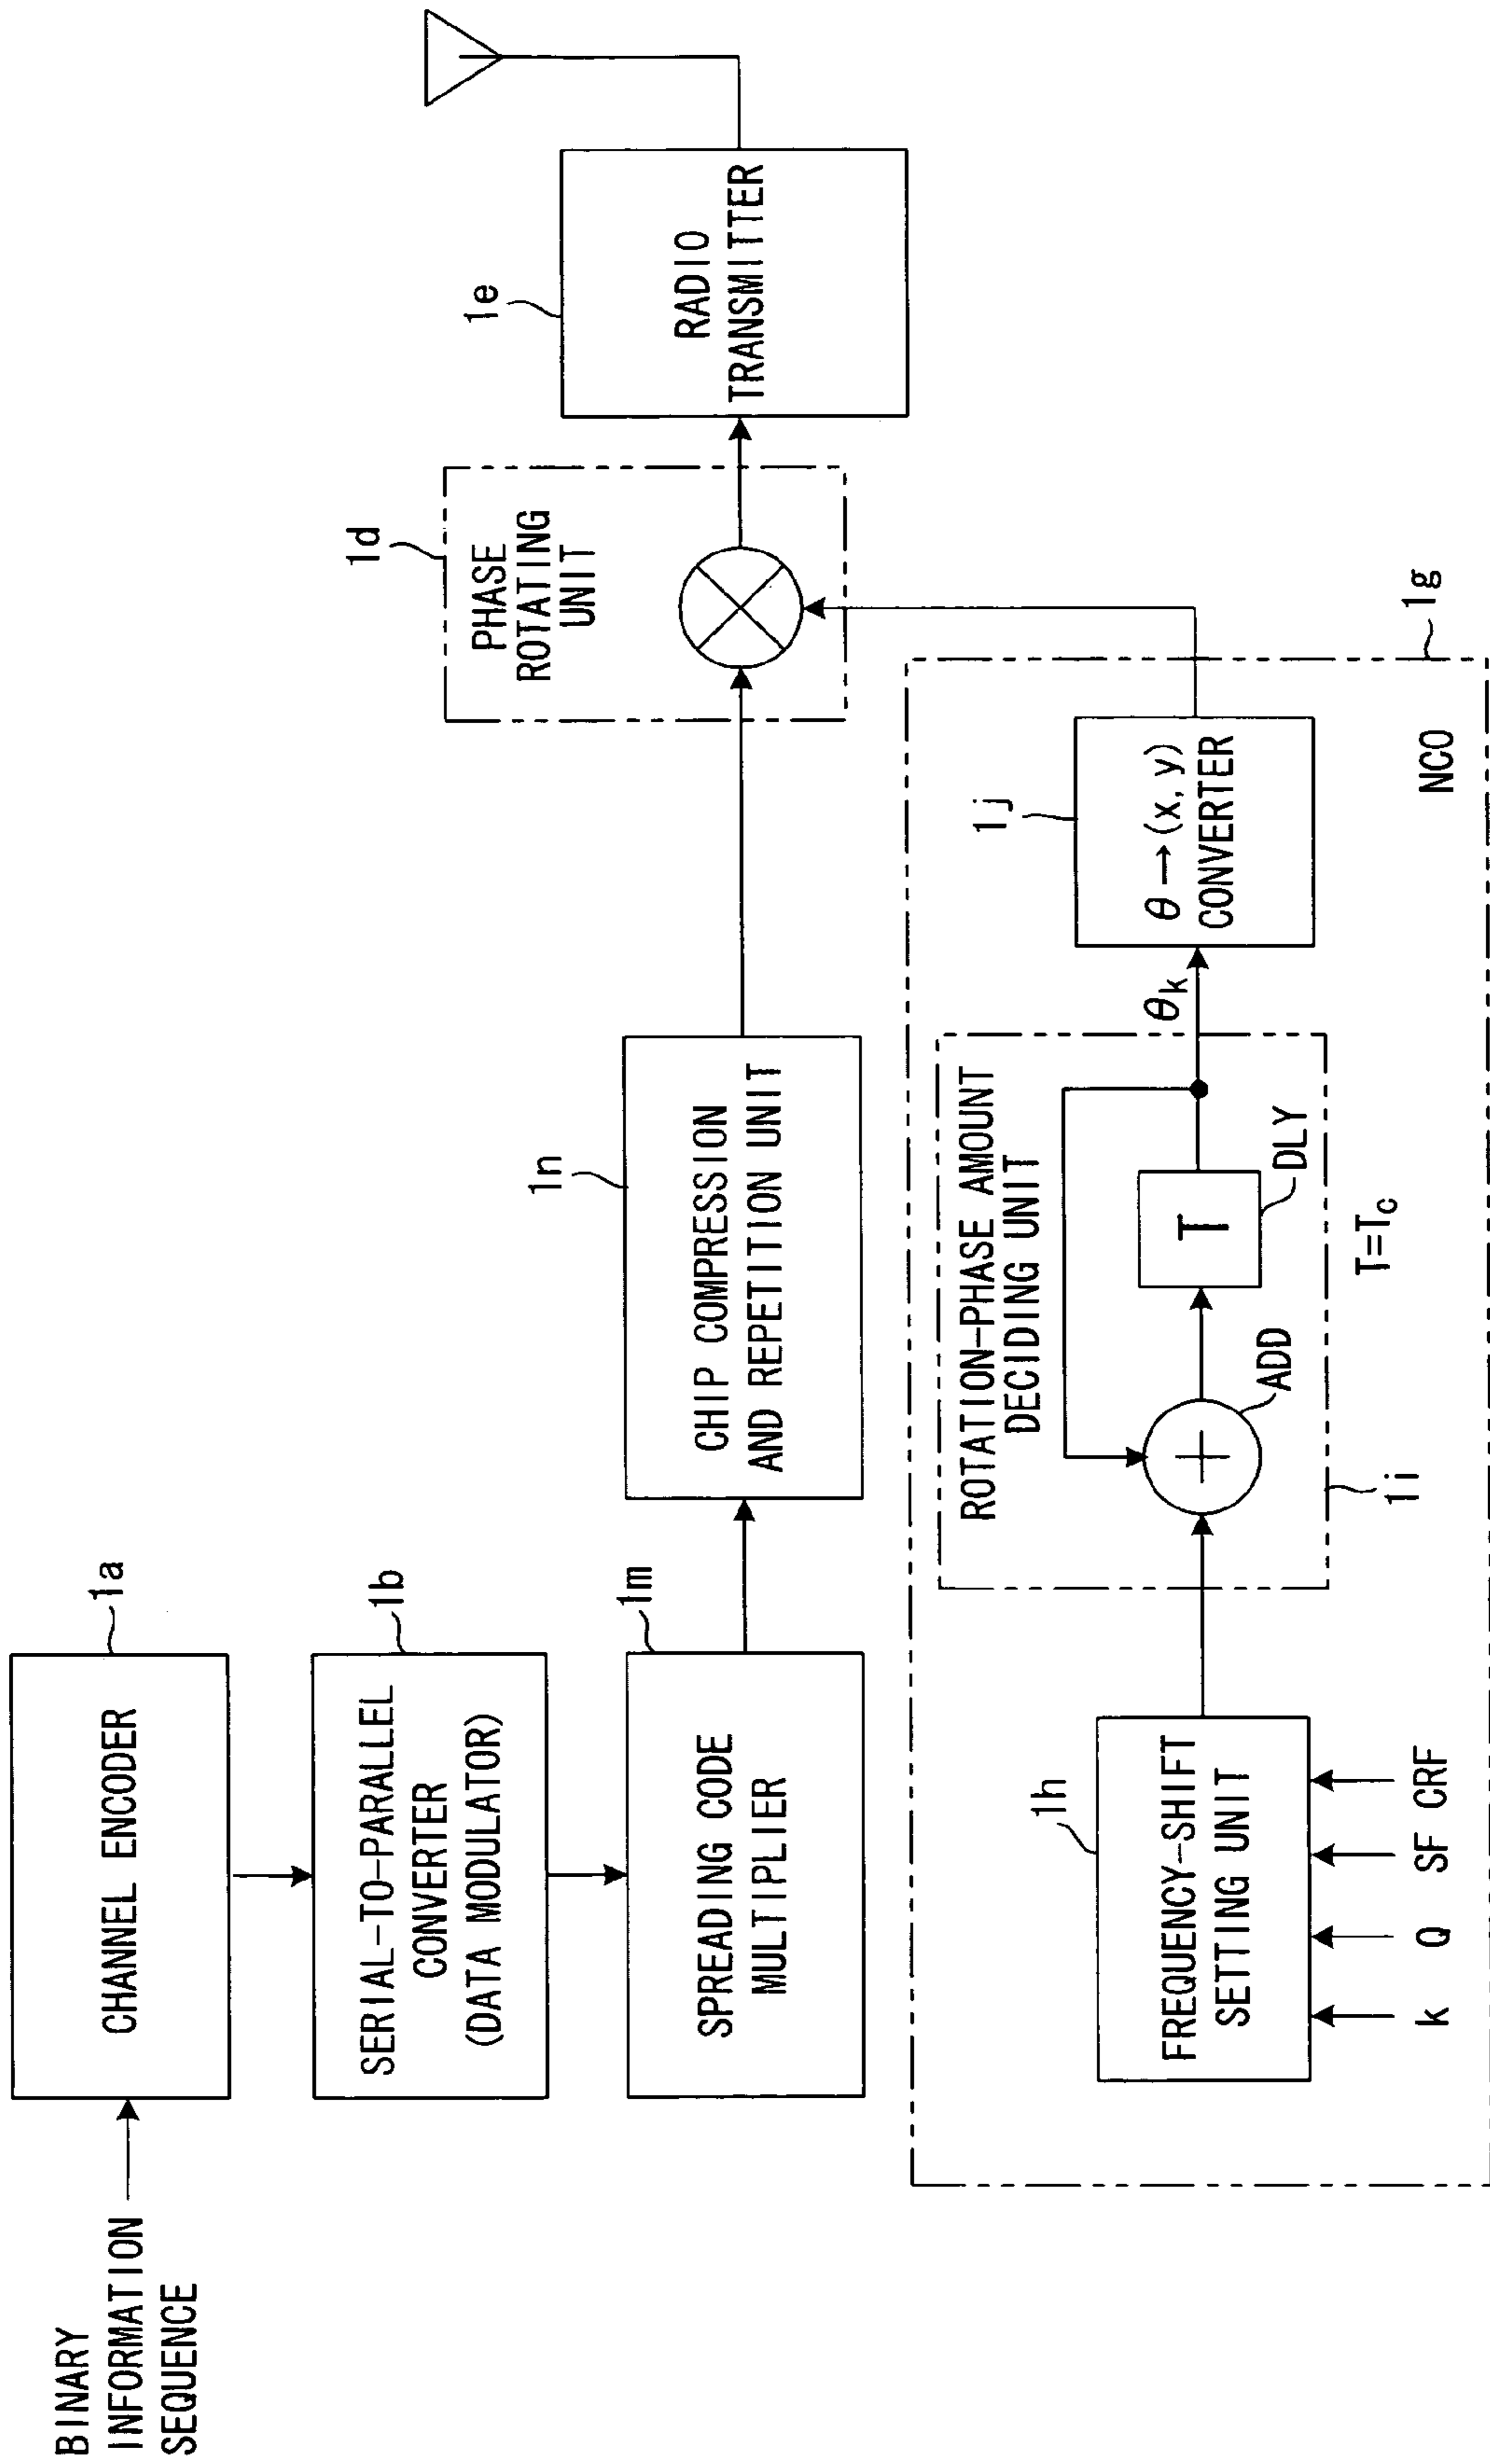 BINARY
INFORMATION
SEQUENCE
1a
CHANNEL ENCODER
1b
SERIAL-TO-PARALLEL
CONVERTER
(DATA MODULATOR)
1m
SPREADING CODE
MULTIPLIER
1n
CHIP COMPRESSION
AND REPETITION UNIT
1d
PHASE
ROTATING
UNIT
1e
RADIO
TRANSMITTER
1g
NCO
1h
FREQUENCY-SHIFT
SETTING UNIT
k Q SF CRF
ROTATION-PHASE AMOUNT
DECIDING UNIT
ADD
T
DLY
1i
T=Tc
θk
1j
θ→(x,y)
CONVERTER